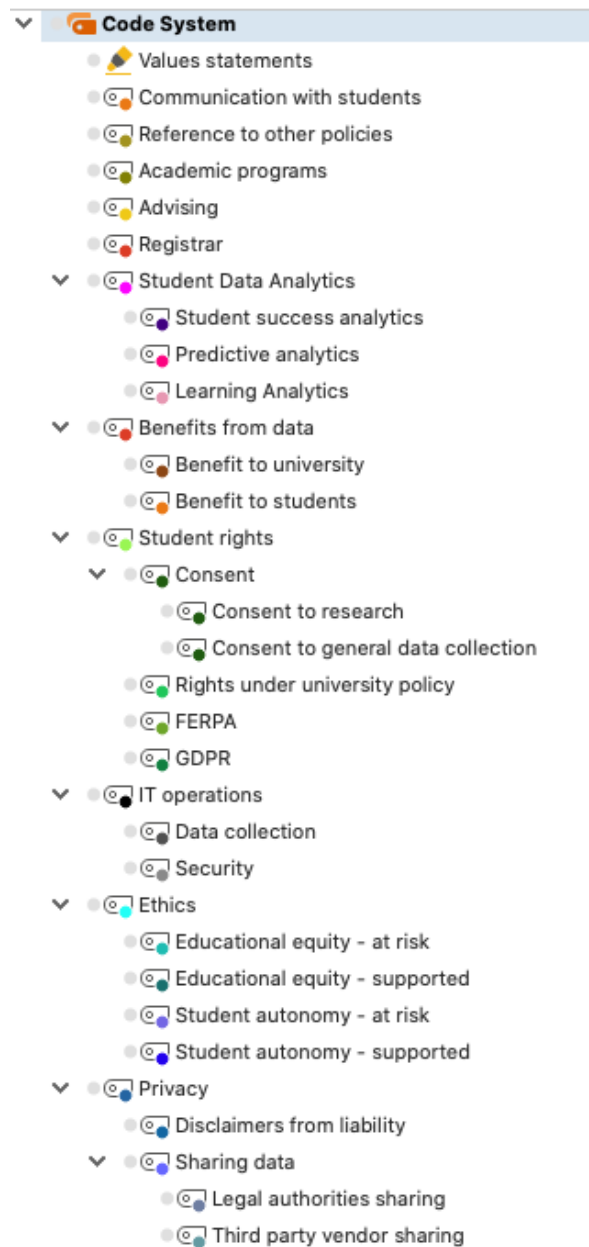 Code System
Values statements
Communication with students
Reference to other policies
Academic programs
Advising
Registrar
Student Data Analytics
Student success analytics
Predictive analytics
Learning Analytics
Benefits from data
Benefit to university
Benefit to students
Student rights
Consent
Consent to research
Consent to general data collection
Rights under university policy
FERPA
GDPR
IT operations
Data collection
Security
Ethics
Educational equity - at risk
Educational equity - supported
Student autonomy - at risk
Student autonomy - supported
Privacy
Disclaimers from liability
Sharing data
Legal authorities sharing
Third party vendor sharing